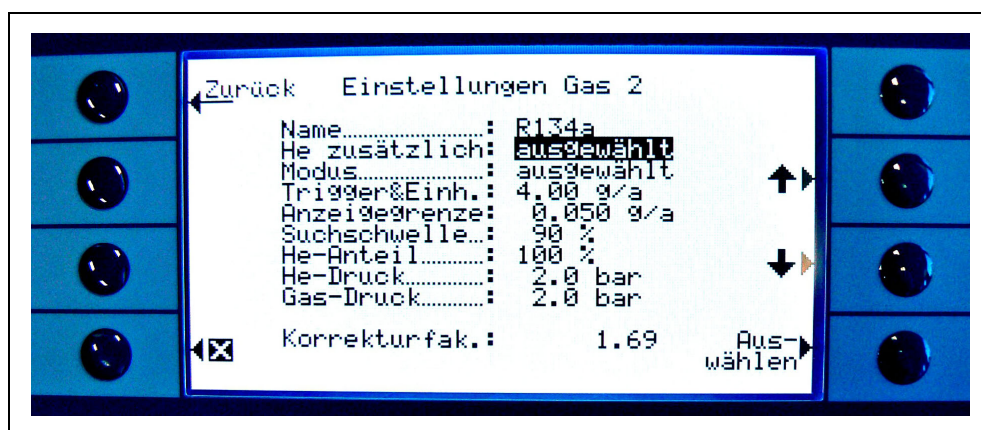 Zurück Einstellungen Gas 2
Name..............: R134a
He zusätzlich: ausgewählt
Modus.............: ausgewählt
Trigger&Einh.: 4.00 g/a
Anzeigegrenze: 0.050 g/a
Suchschwelle..: 90 %
He-Anteil.........: 100 %
He-Druck..........: 2.0 bar
Gas-Druck.........: 2.0 bar
Korrekturfak.: 1.69 Aus-
wählen